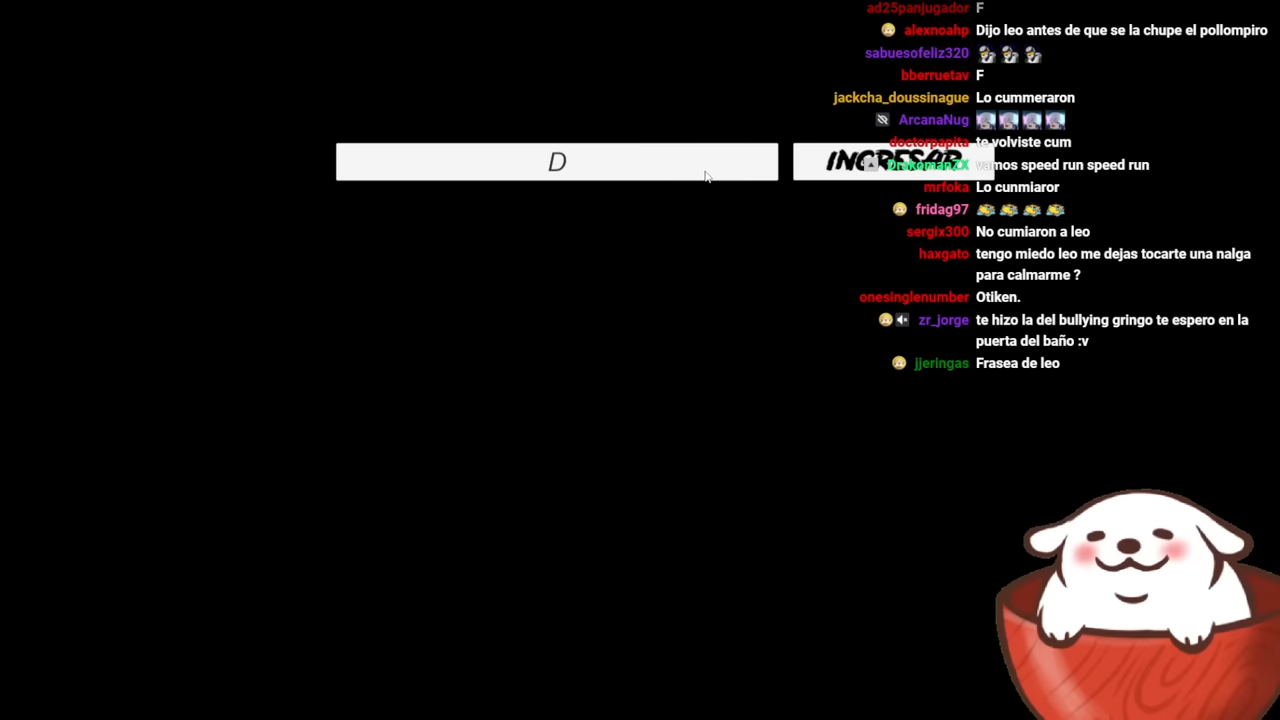 ad25panjugador F
alexnoahp Dijo leo antes de que se la chupe el pollompiro
sabuesofeliz320
bberruetav F
jackcha_doussinague Lo cummeraron
ArcanaNug
doctorpapita te volviste cum
D INGRESAR
DrakomanZX vamos speed run speed run
mrfoka Lo cunmiaror
fridag97
sergix300 No cumiaron a leo
haxgato tengo miedo leo me dejas tocarte una nalga
para calmarme ?
onesinglenumber Otiken.
zr_jorge te hizo la del bullying gringo te espero en la
puerta del baño :v
jjeringas Frasea de leo